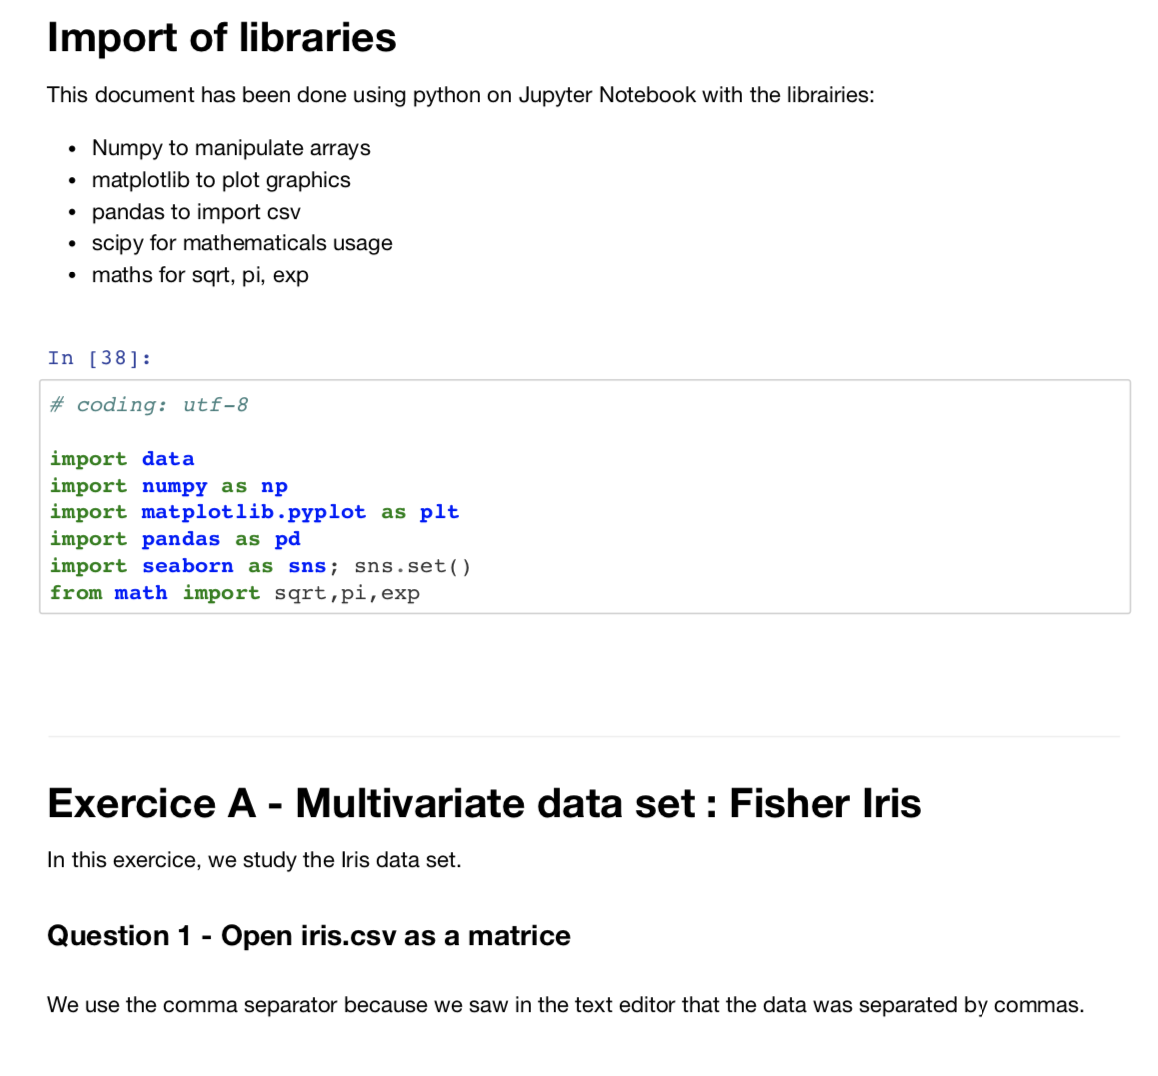 Import of libraries
This document has been done using python on Jupyter Notebook with the librairies:
• Numpy to manipulate arrays
• matplotlib to plot graphics
• pandas to import csv
• scipy for mathematicals usage
• maths for sqrt, pi, exp
In [38]:
# coding: utf-8
import data
import numpy as np
import matplotlib.pyplot as plt
import pandas as pd
import seaborn as sns; sns.set()
from math import sqrt,pi,exp
Exercice A - Multivariate data set : Fisher Iris
In this exercice, we study the Iris data set.
Question 1 - Open iris.csv as a matrice
We use the comma separator because we saw in the text editor that the data was separated by commas.